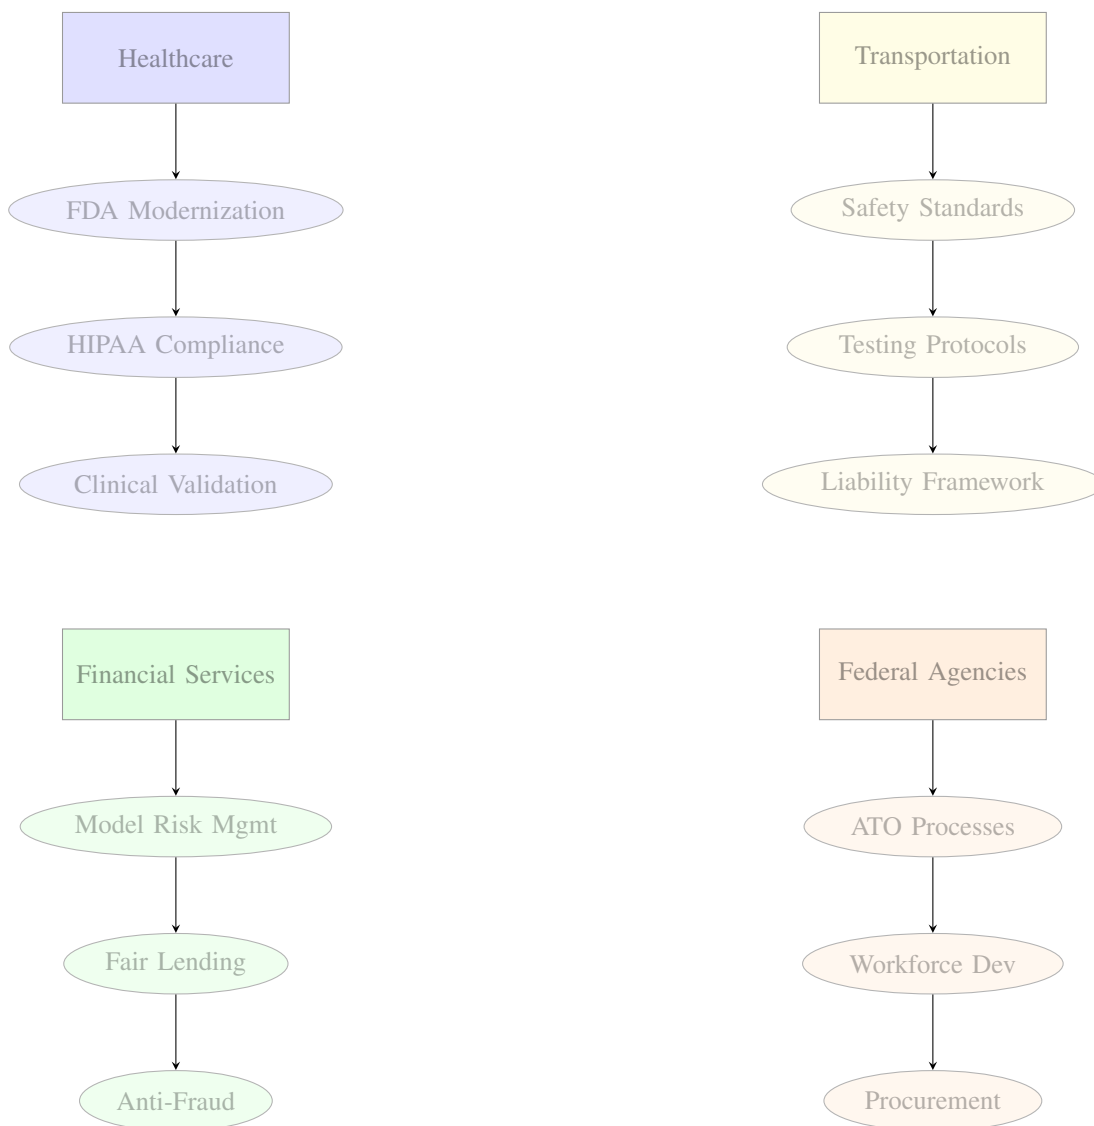 Healthcare
FDA Modernization
HIPAA Compliance
Clinical Validation
Transportation
Safety Standards
Testing Protocols
Liability Framework
Financial Services
Model Risk Mgmt
Fair Lending
Anti-Fraud
Federal Agencies
ATO Processes
Workforce Dev
Procurement